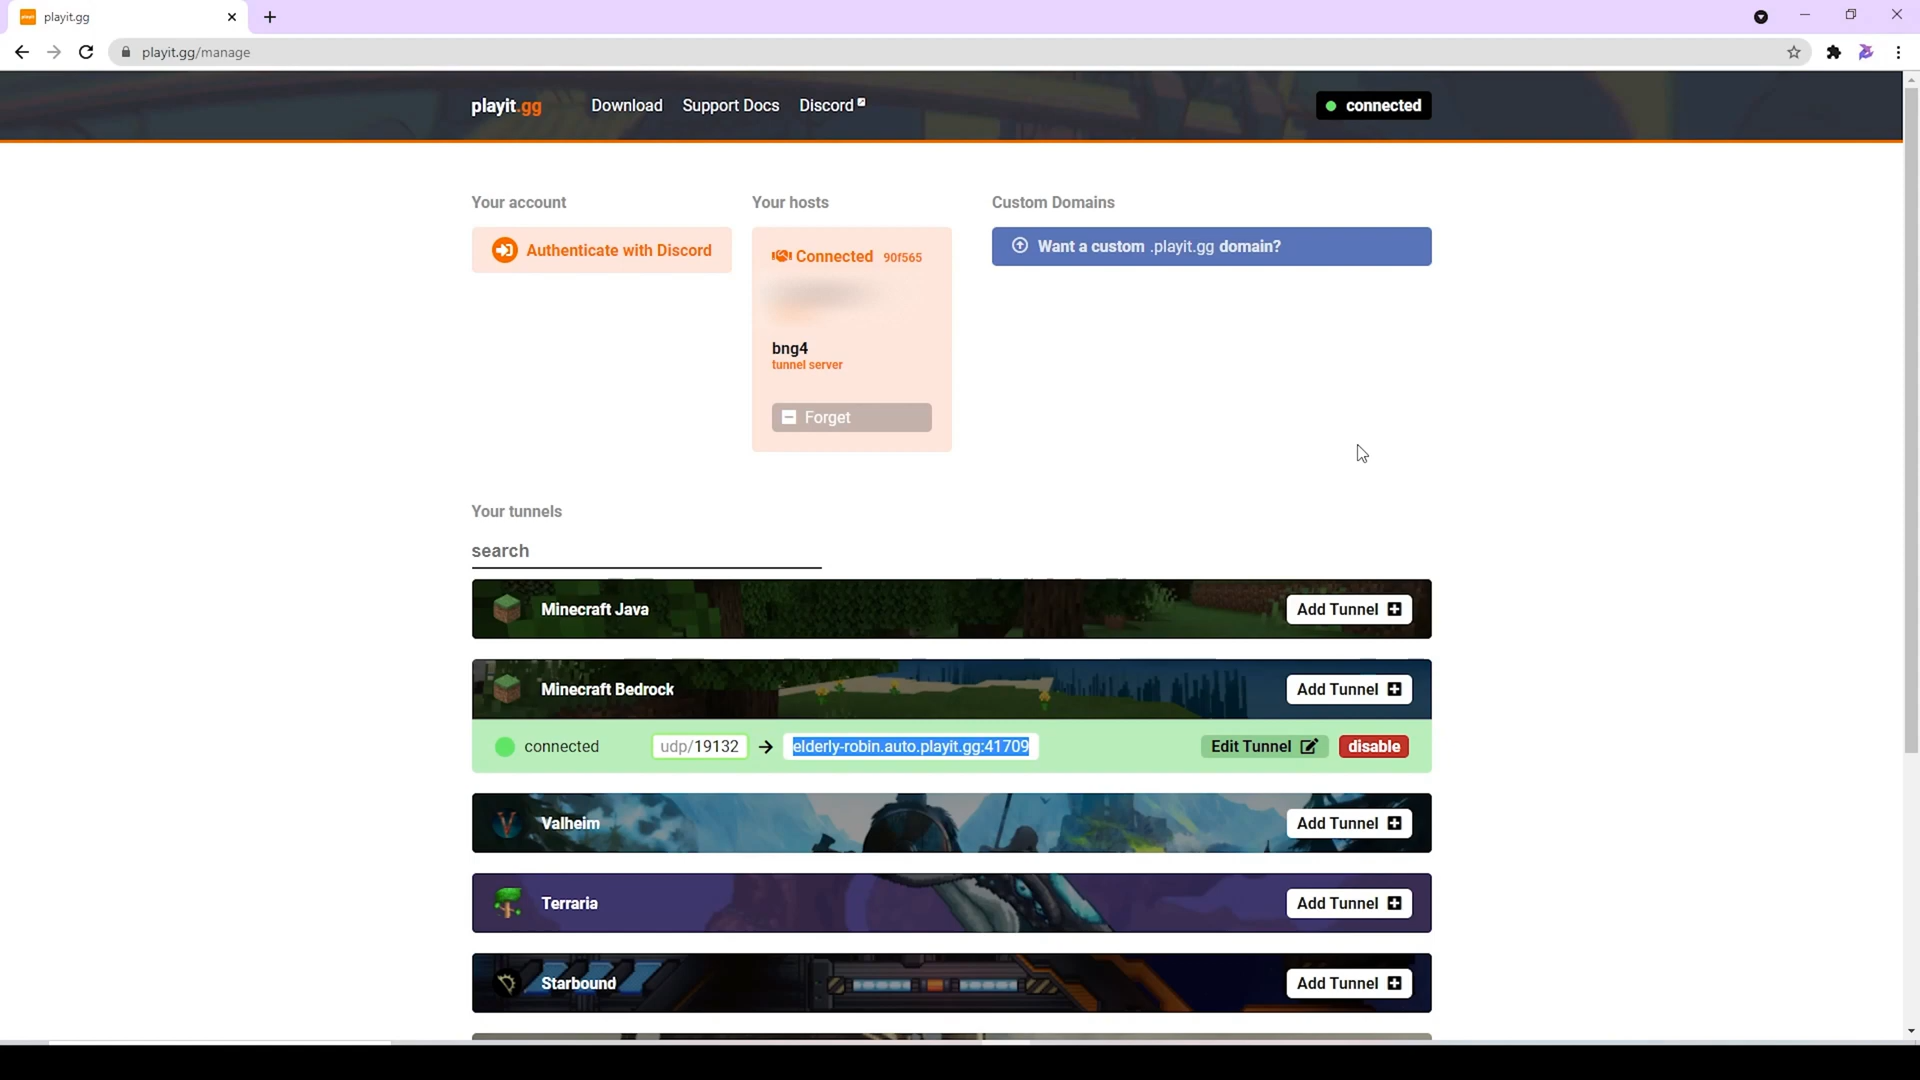 playit.gg
playit.gg/manage
playit.gg Download Support Docs Discord connected
Your account Your hosts Custom Domains
Authenticate with Discord
Connected 90f565
Want a custom .playit.gg domain?
bng4
tunnel server
Forget
Your tunnels
search
Minecraft Java Add Tunnel
Minecraft Bedrock Add Tunnel
connected udp/19132 → elderly-robin.auto.playit.gg:41709 Edit Tunnel disable
Valheim Add Tunnel
Terraria Add Tunnel
Starbound Add Tunnel